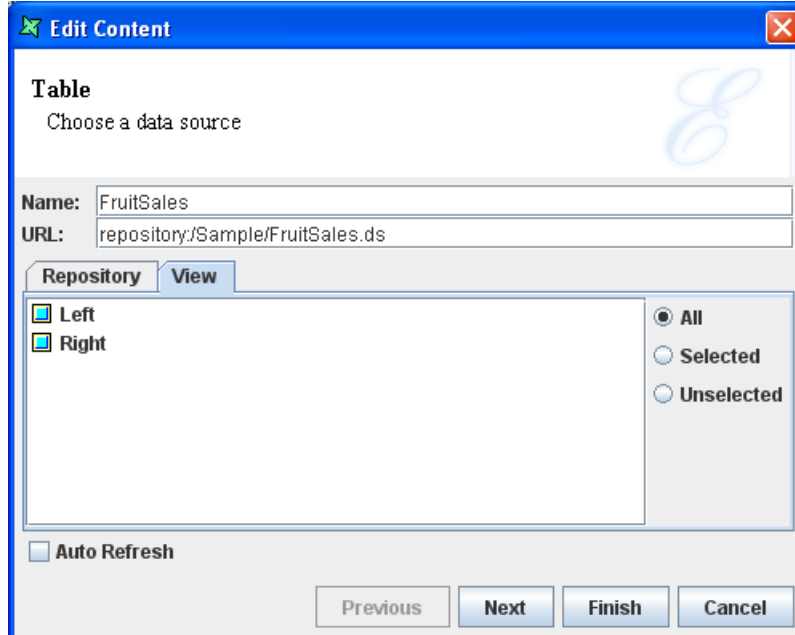 Edit Content
Table
Choose a data source
Name: FruitSales
URL: repository:/Sample/FruitSales.ds
Repository View
Left
Right
All
Selected
Unselected
Auto Refresh
Previous Next Finish Cancel